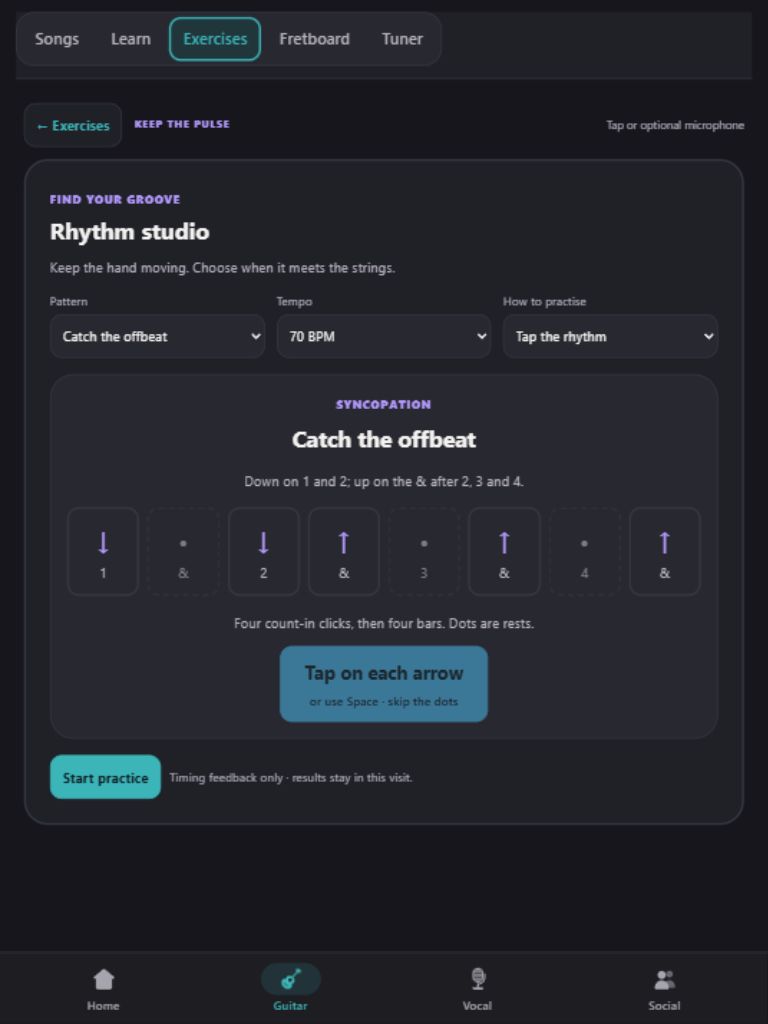 Songs Learn Exercises Fretboard Tuner
← Exercises KEEP THE PULSE Tap or optional microphone
FIND YOUR GROOVE
Rhythm studio
Keep the hand moving. Choose when it meets the strings.
Pattern Tempo How to practise
Catch the offbeat 70 BPM Tap the rhythm
SYNCOPATION
Catch the offbeat
Down on 1 and 2; up on the & after 2, 3 and 4.
↓ • ↓ ↑ • ↑ • ↑
1 & 2 & 3 & 4 &
Four count-in clicks, then four bars. Dots are rests.
Tap on each arrow
or use Space · skip the dots
Start practice Timing feedback only · results stay in this visit.
Home Guitar Vocal Social